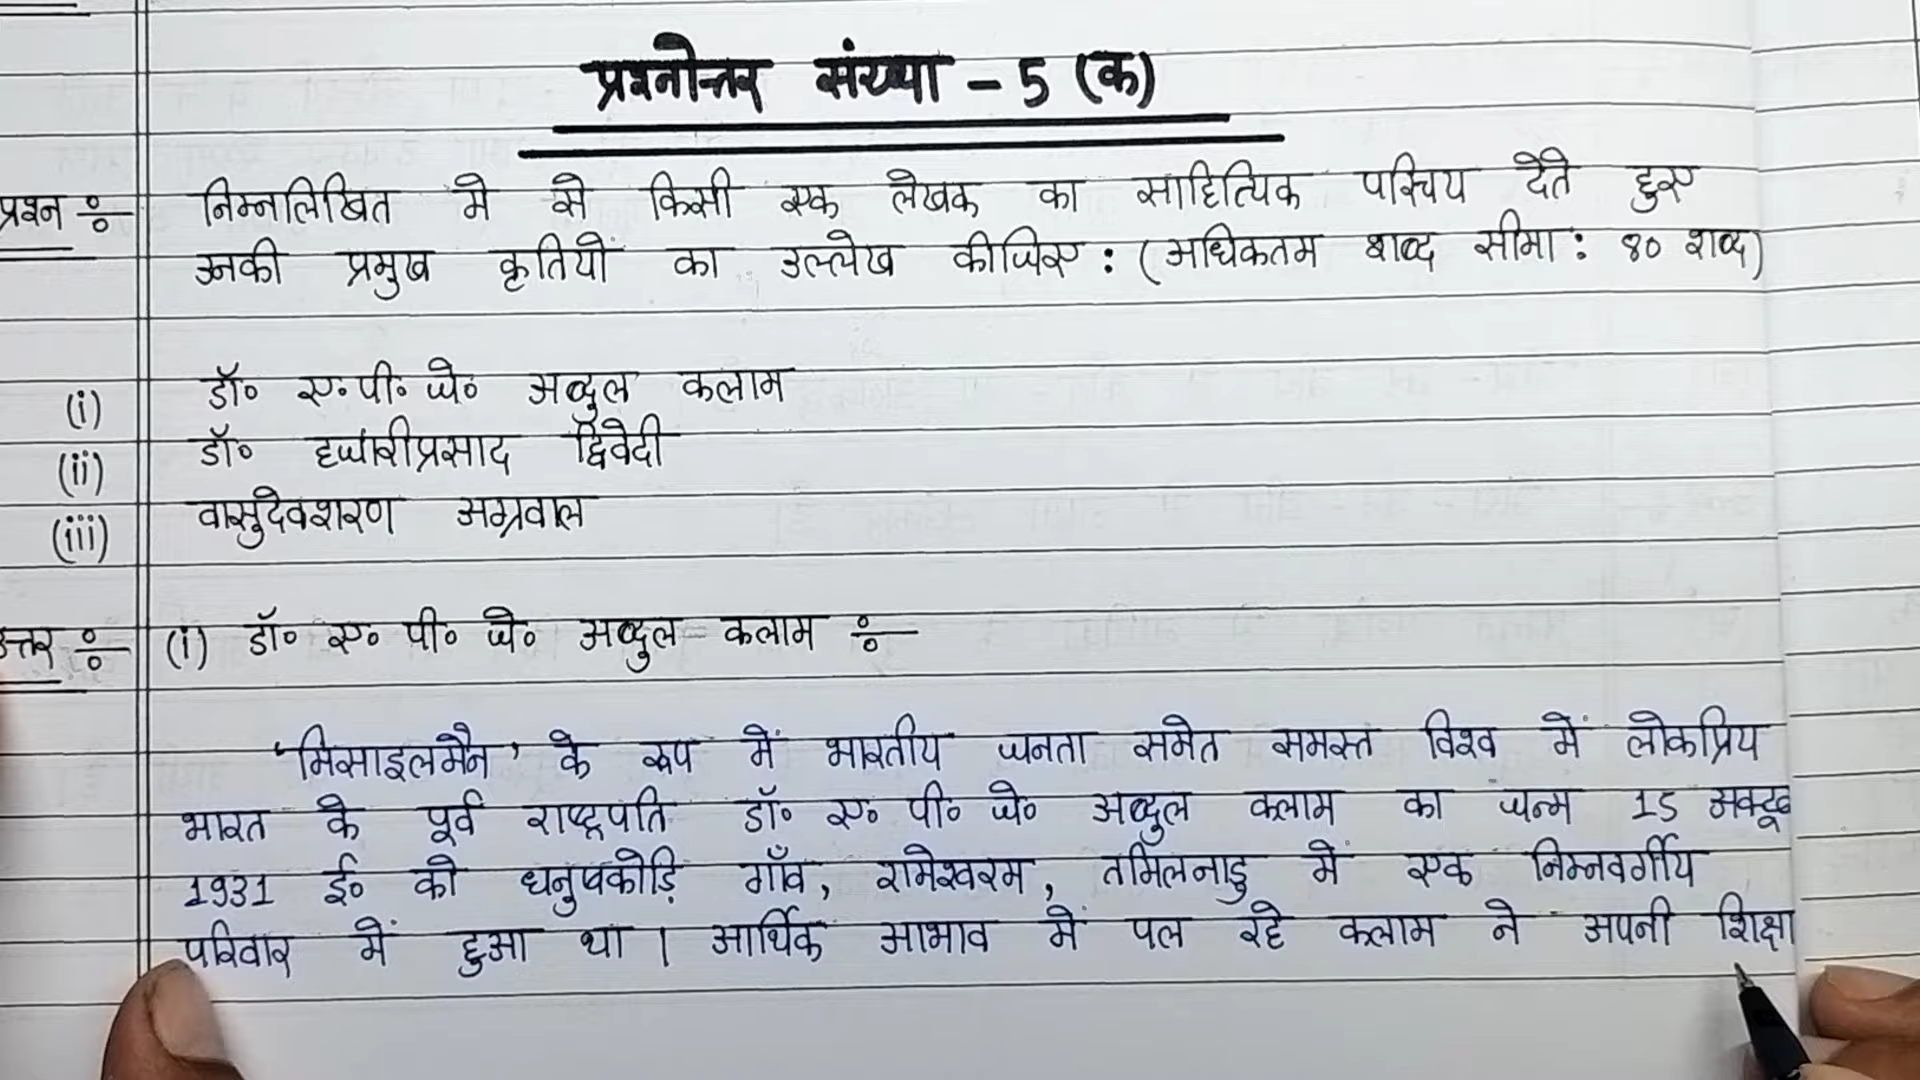 प्रश्नोत्तर संख्या - 5 (क)
प्रश्न ÷ निम्नलिखित मे से किसी एक लेखक का साहित्यिक परिचय देते हुए
उनकी प्रमुख कृतियों का उल्लेख कीजिए : (अधिकतम शब्द सीमा : 80 शब्द)
(i) डॉ० ए. पी. जे० अब्दुल कलाम
(ii) डॉ० हजारीप्रसाद द्विवेदी
(iii) वासुदेवशरण अग्रवाल
उत्तर ÷ (i) डॉ० ए० पी० जे० अब्दुल कलाम ÷
'मिसाइलमैन' के रूप में भारतीय जनता समेत समस्त विश्व में लोकप्रिय
भारत के पूर्व राष्ट्रपति डॉ० ए० पी० जे० अब्दुल कलाम का जन्म 15 अक्टूबर
1931 ई० को धनुषकोड़ि गाँव, रामेश्वरम, तमिलनाडु में एक निम्नवर्गीय
परिवार में हुआ था । आर्थिक आभाव में पल रहे कलाम ने अपनी शिक्षा